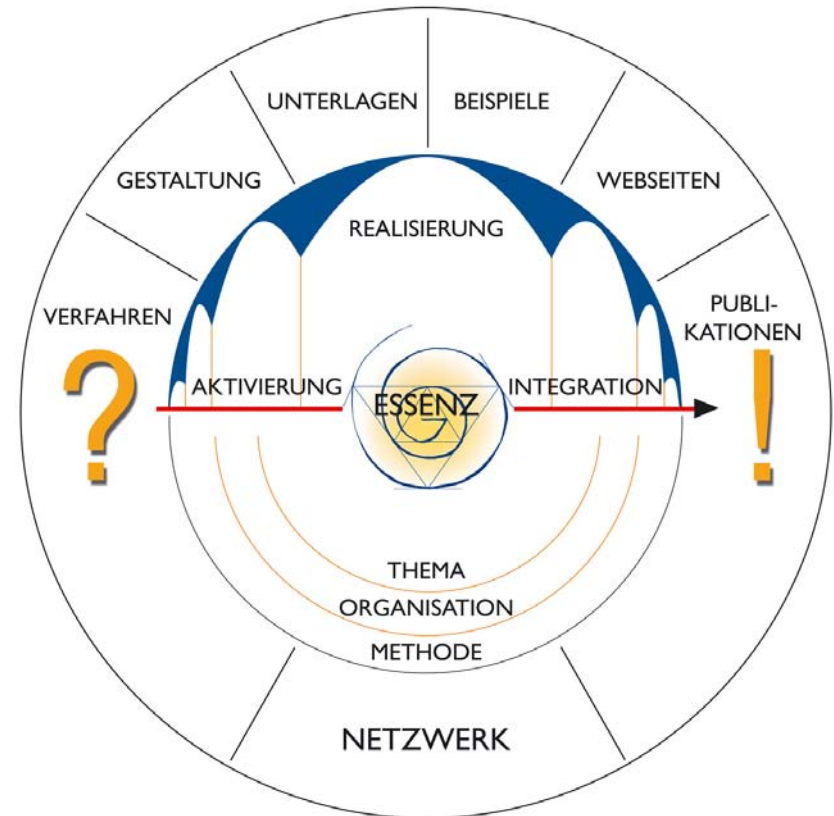 UNTERLAGEN
BEISPIELE
GESTALTUNG
WEBSEITEN
REALISIERUNG
VERFAHREN
PUBLI-
KATIONEN
?
AKTIVIERUNG
ESSENZ
INTEGRATION
!
THEMA
ORGANISATION
METHODE
NETZWERK